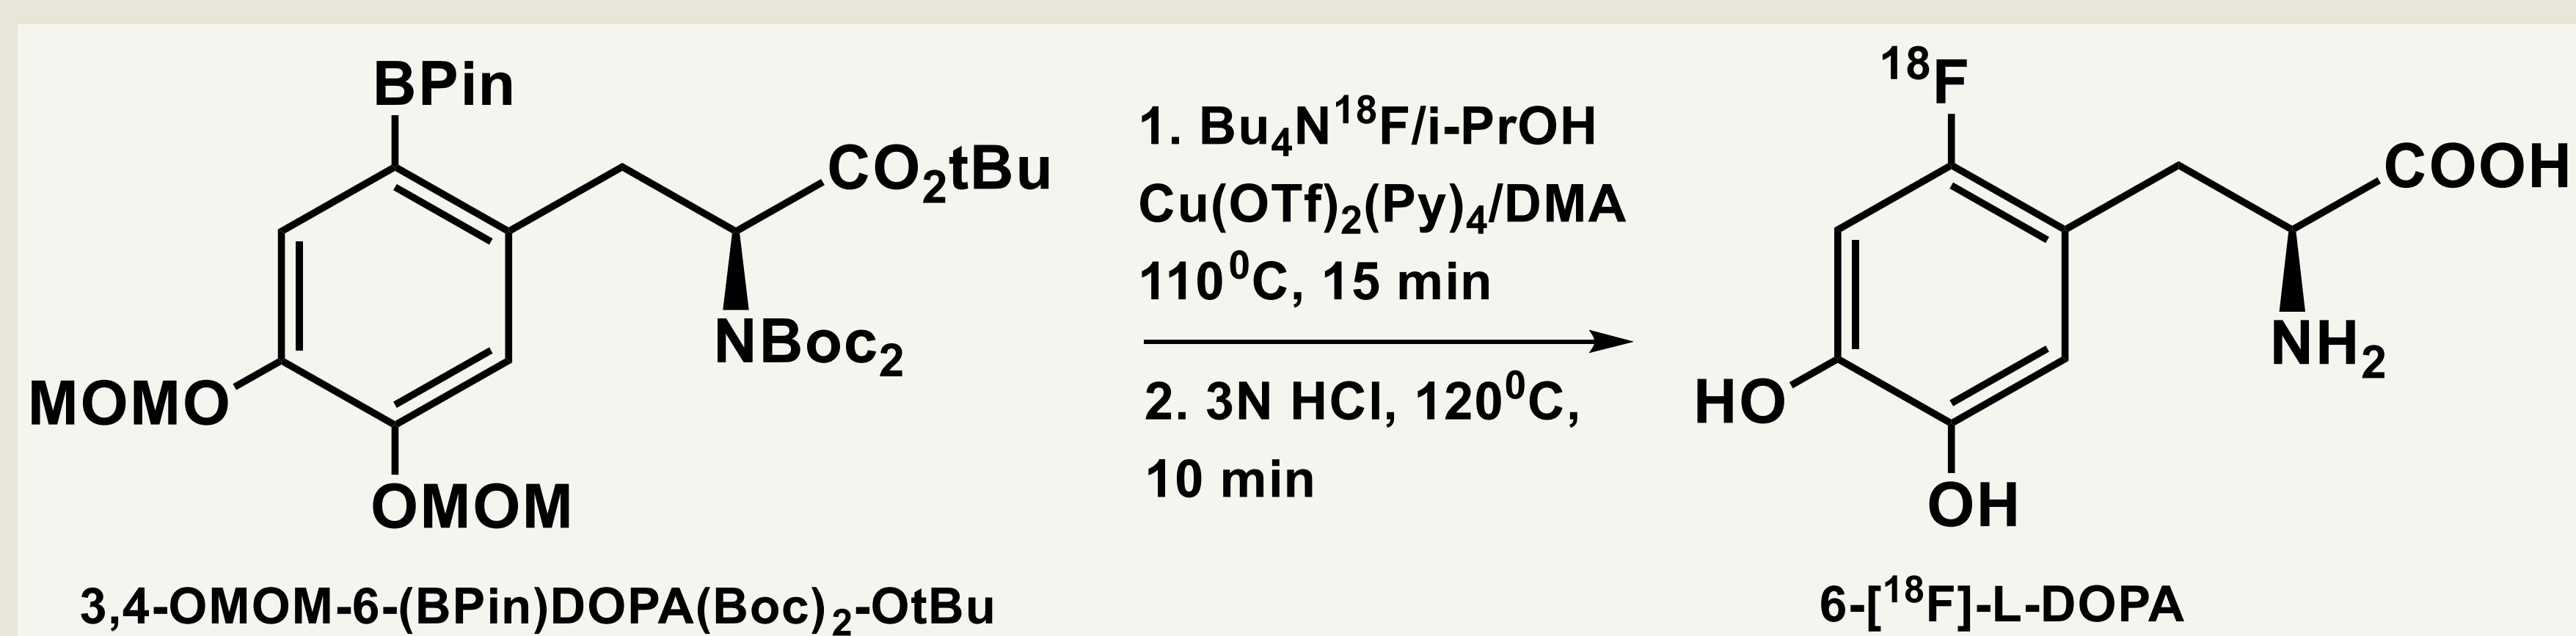 BPin
CO₂tBu
NBoc₂
MOMO
OMOM
3,4-OMOM-6-(BPin)DOPA(Boc)₂-OtBu
1. Bu₄N¹⁸F/i-PrOH
Cu(OTf)₂(Py)₄/DMA
110⁰C, 15 min
2. 3N HCl, 120⁰C,
10 min
¹⁸F
COOH
NH₂
HO
OH
6-[¹⁸F]-L-DOPA